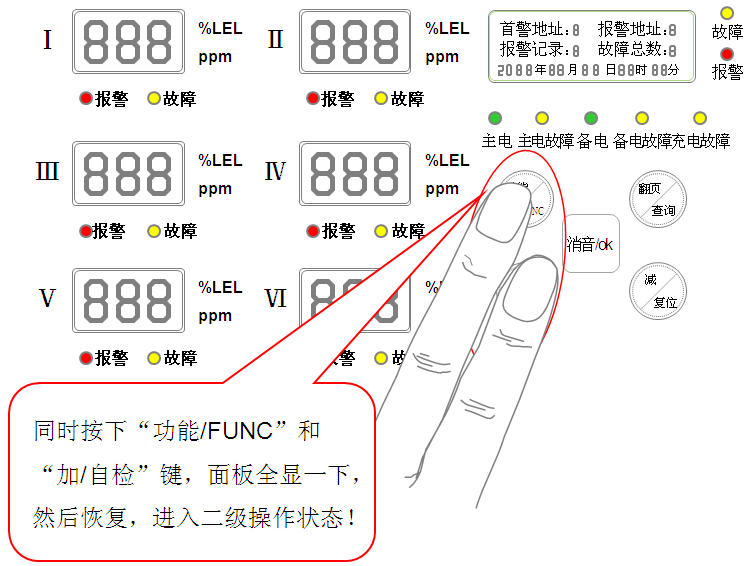 Ⅰ 888 %LEL ppm Ⅱ 888 %LEL ppm
报警 故障 报警 故障
首警地址:8 报警地址:8
报警记录:8 故障总数:8
2088年88月88日88时88分
故障
报警
主电 主电故障 备电 备电故障 充电故障
Ⅲ 888 %LEL ppm Ⅳ 888 %LEL ppm
报警 故障 报警 故障
NC
翻页
查询
消音/ok
减
复位
Ⅴ 888 %LEL ppm Ⅵ 888
报警 故障 警
同时按下“功能/FUNC”和
“加/自检”键，面板全显一下，
然后恢复，进入二级操作状态！